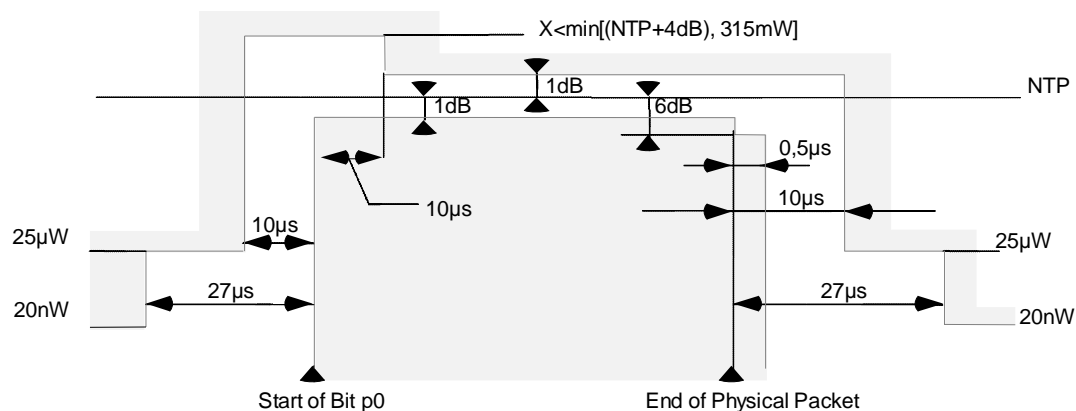 X<min[(NTP+4dB), 315mW]
NTP
1dB
1dB
6dB
0,5µs
10µs
10µs
10µs
25µW
25µW
27µs
27µs
20nW
20nW
Start of Bit p0
End of Physical Packet